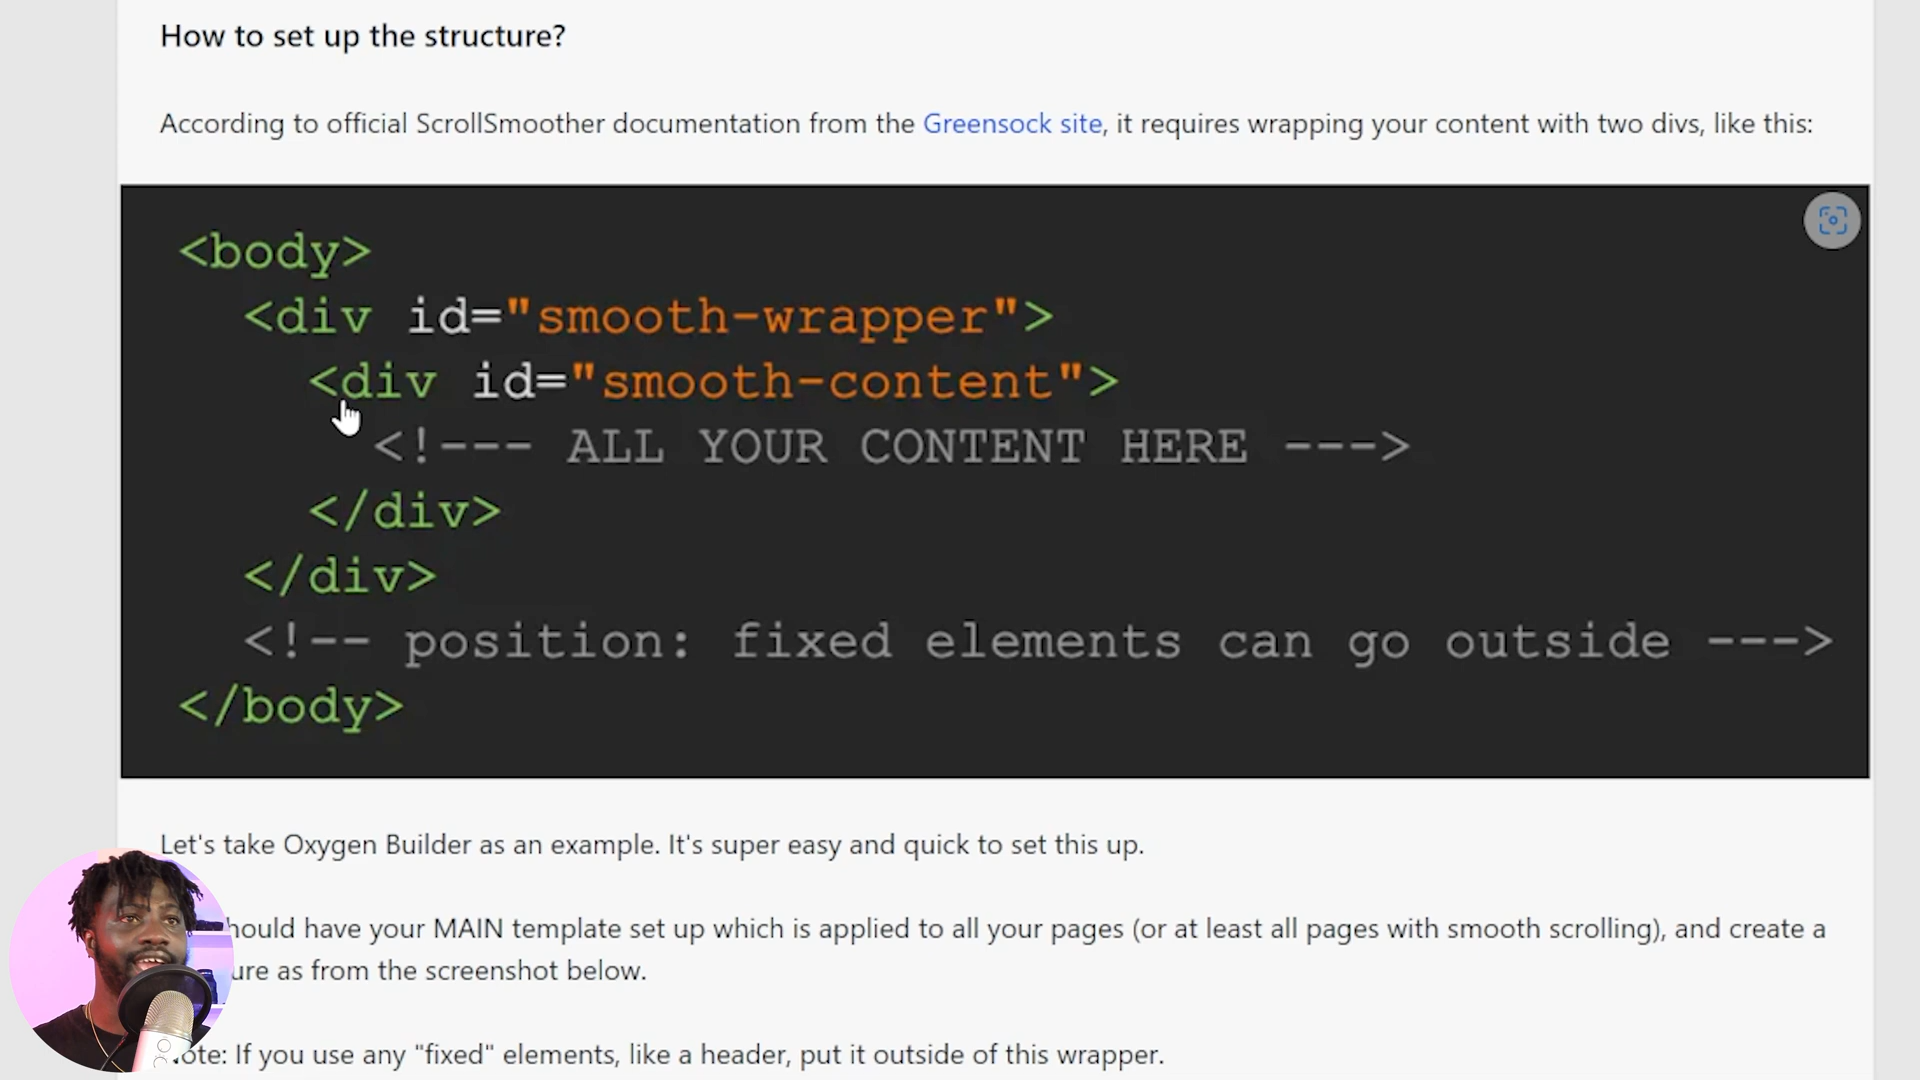 How to set up the structure?
According to official ScrollSmoother documentation from the Greensock site, it requires wrapping your content with two divs, like this:
<body>
<div id="smooth-wrapper">
<div id="smooth-content">
<!--- ALL YOUR CONTENT HERE --->
</div>
</div>
<!-- position: fixed elements can go outside --->
</body>
Let's take Oxygen Builder as an example. It's super easy and quick to set this up.
have your MAIN template set up which is applied to all your pages (or at least all pages with smooth scrolling), and create a
as from the screenshot below.
If you use any "fixed" elements, like a header, put it outside of this wrapper.